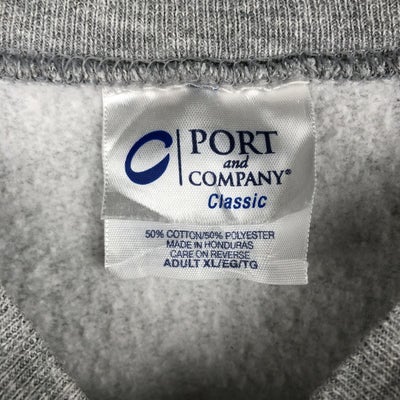 PORT
and
COMPANY®
Classic
50% COTTON/50% POLYESTER
MADE IN HONDURAS
CARE ON REVERSE
ADULT XL/EG/TG